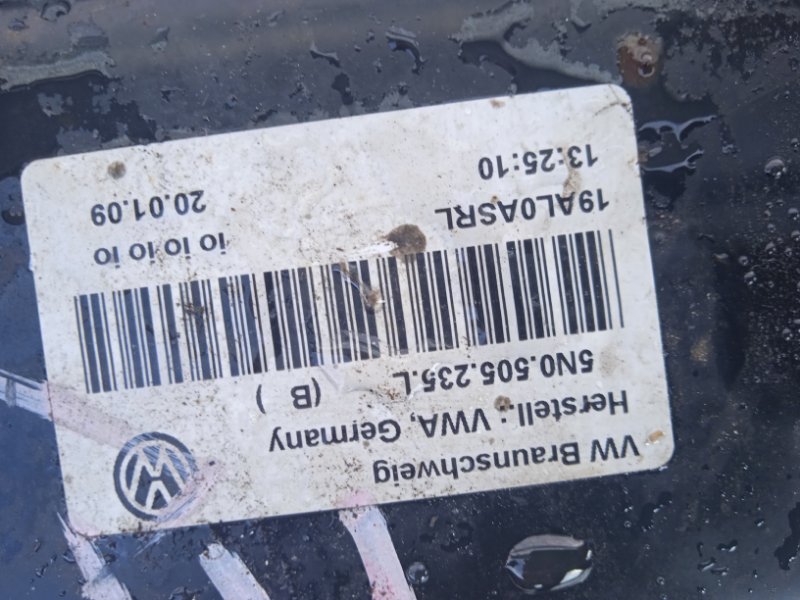 VW Braunschweig
Herstell.: VWA, Germany
5N0.505.235.L ( B )
19AL0ASRL io io io io
13:25:10 20.01.09